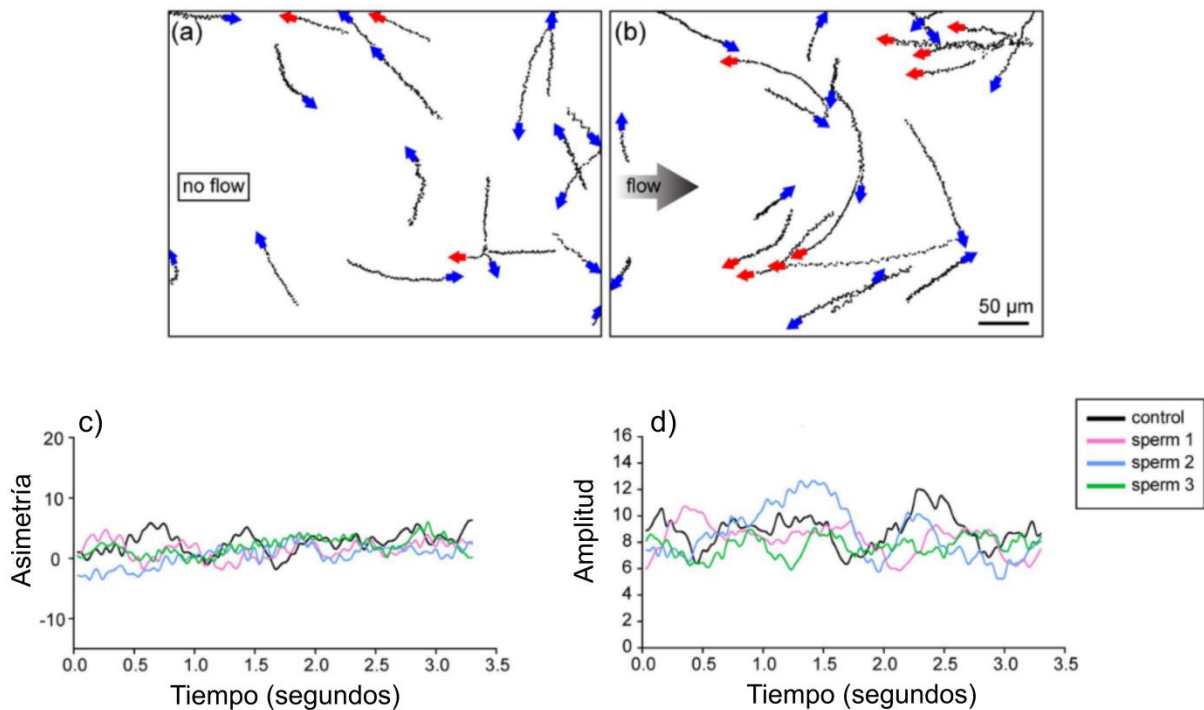 (a)
no flow
(b)
flow
50 µm
c)
20
10
0
-10
Asimetría
0.0 0.5 1.0 1.5 2.0 2.5 3.0 3.5
Tiempo (segundos)
d)
16
14
12
10
8
6
4
2
0
Amplitud
0.0 0.5 1.0 1.5 2.0 2.5 3.0 3.5
Tiempo (segundos)
control
sperm 1
sperm 2
sperm 3